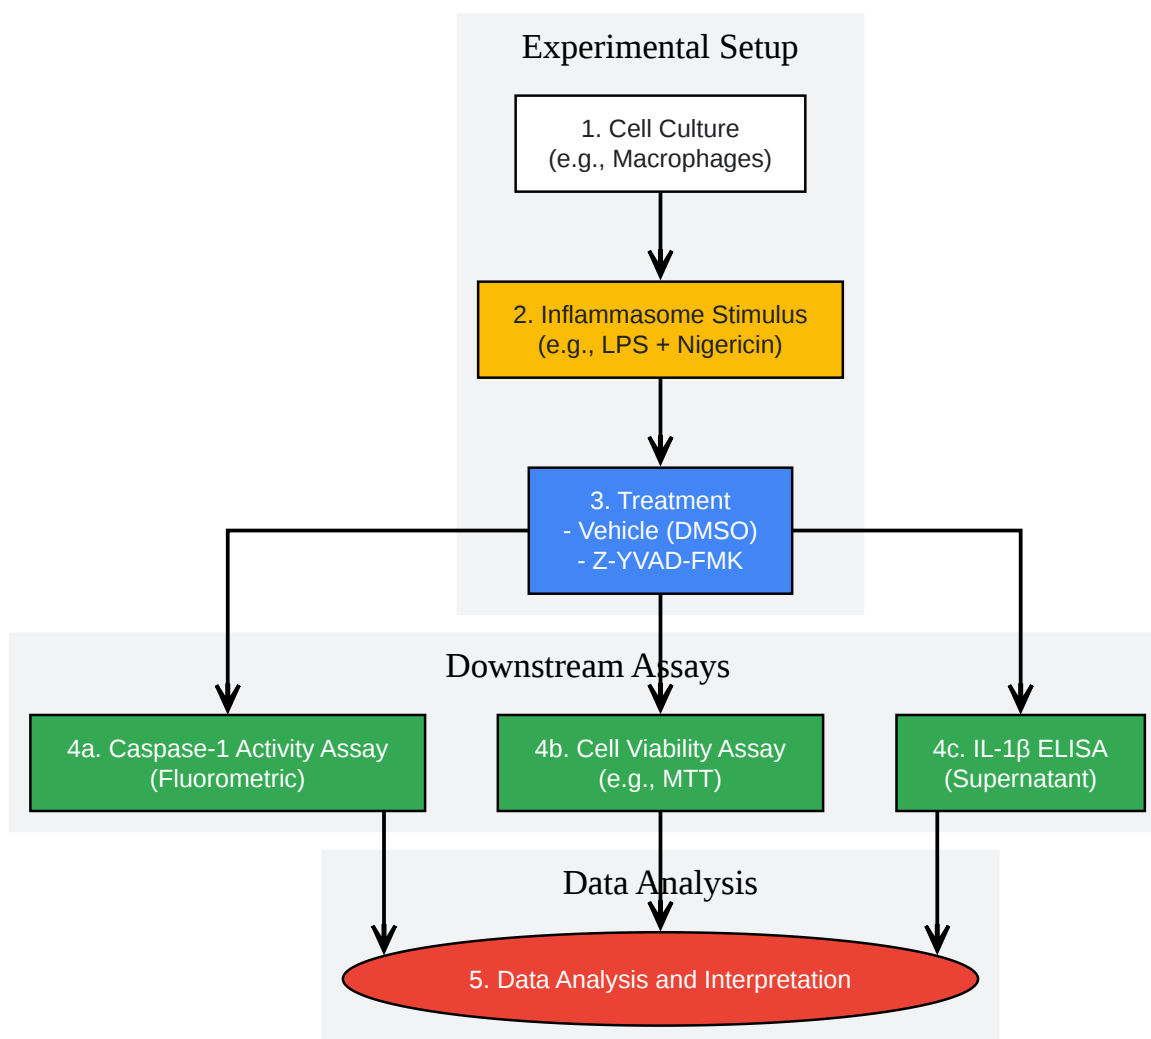 Experimental Setup
1. Cell Culture
(e.g., Macrophages)
2. Inflammasome Stimulus
(e.g., LPS + Nigericin)
3. Treatment
- Vehicle (DMSO)
- Z-YVAD-FMK
Downstream Assays
4a. Caspase-1 Activity Assay
(Fluorometric)
4b. Cell Viability Assay
(e.g., MTT)
4c. IL-1β ELISA
(Supernatant)
Data Analysis
5. Data Analysis and Interpretation